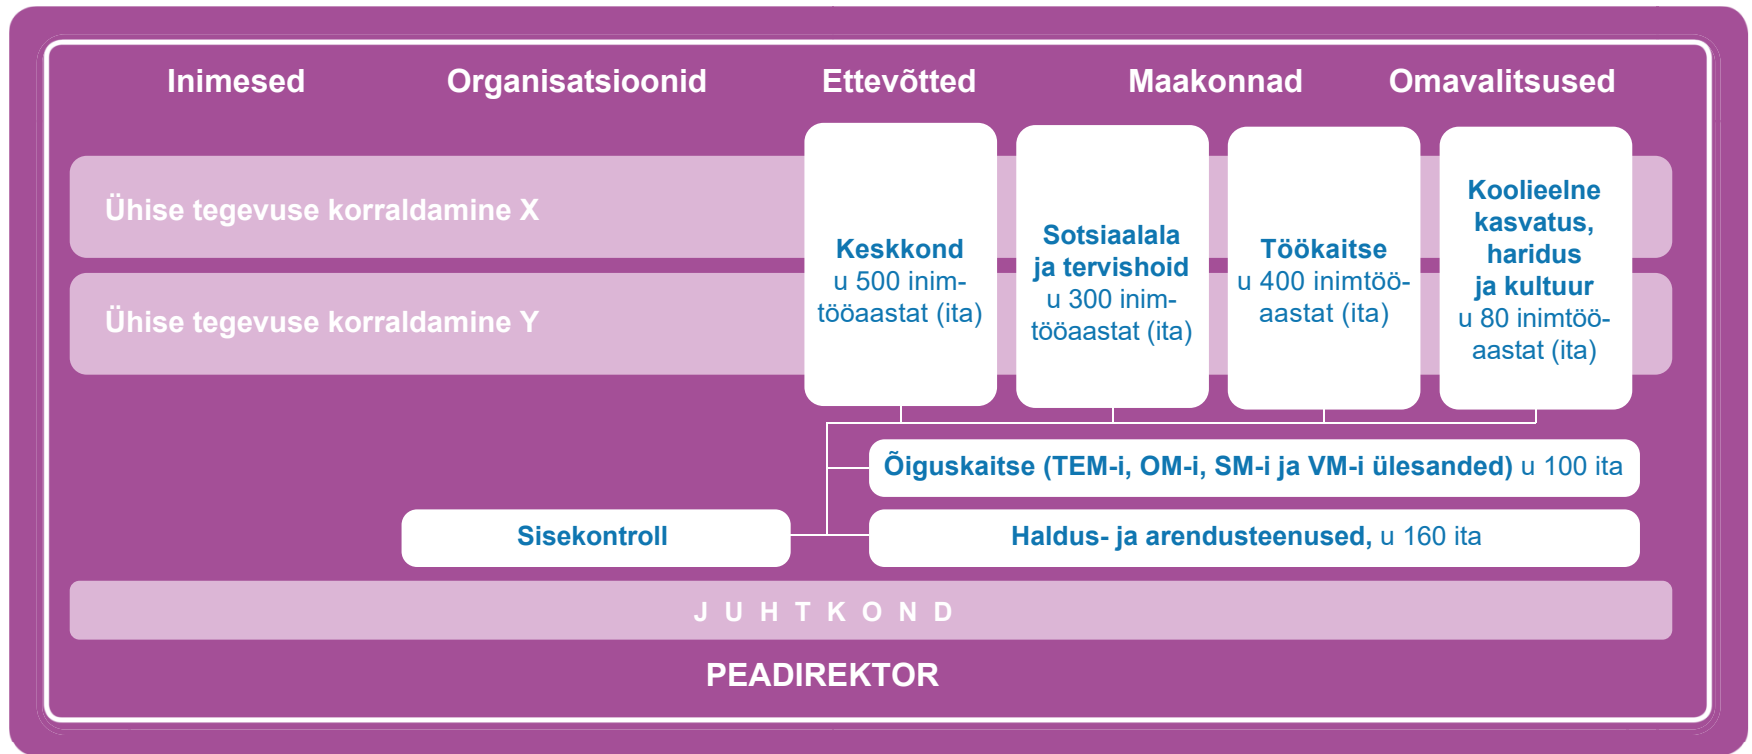 Inimesed Organisatsioonid Ettevõtted Maakonnad Omavalitsused
Ühise tegevuse korraldamine X
Ühise tegevuse korraldamine Y
Keskkond
u 500 inim-
tööaastat (ita)
Sotsiaalala
ja tervishoid
u 300 inim-
tööaastat (ita)
Töökaitse
u 400 inimtöö-
aastat (ita)
Koolieelne
kasvatus,
haridus
ja kultuur
u 80 inimtöö-
aastat (ita)
Õiguskaitse (TEM-i, OM-i, SM-i ja VM-i ülesanded) u 100 ita
Sisekontroll
Haldus- ja arendusteenused, u 160 ita
J U H T K O N D
PEADIREKTOR